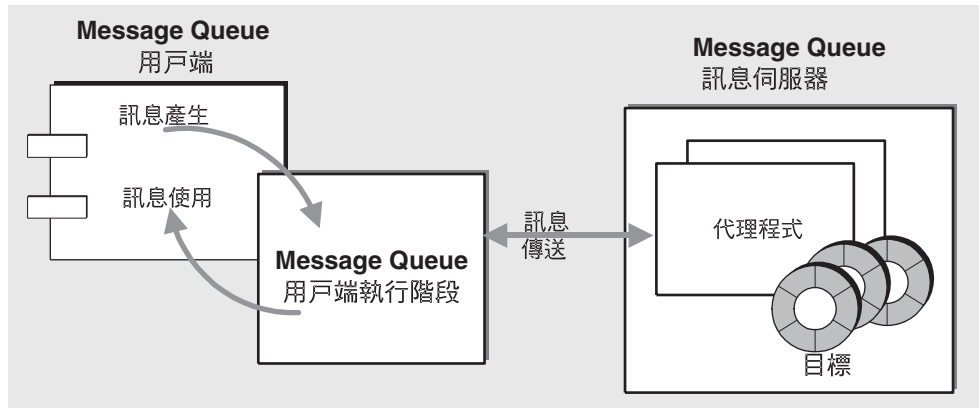 Message Queue
用戶端
訊息產生
訊息使用
Message Queue
用戶端執行階段
訊息
傳送
Message Queue
訊息伺服器
代理程式
目標